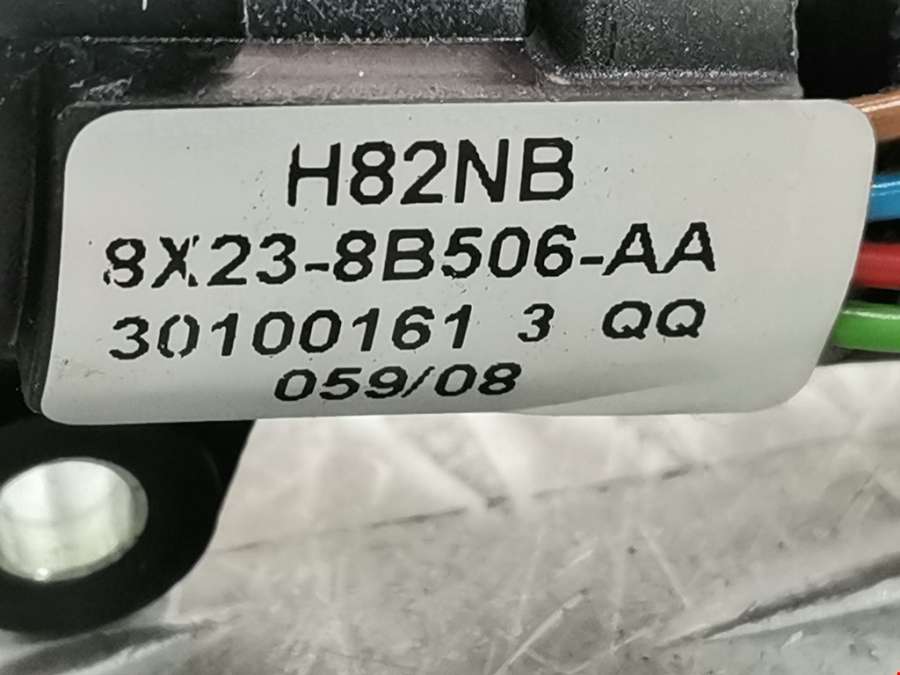 H82NB
8X23-8B506-AA
30100161 3 QQ
059/08